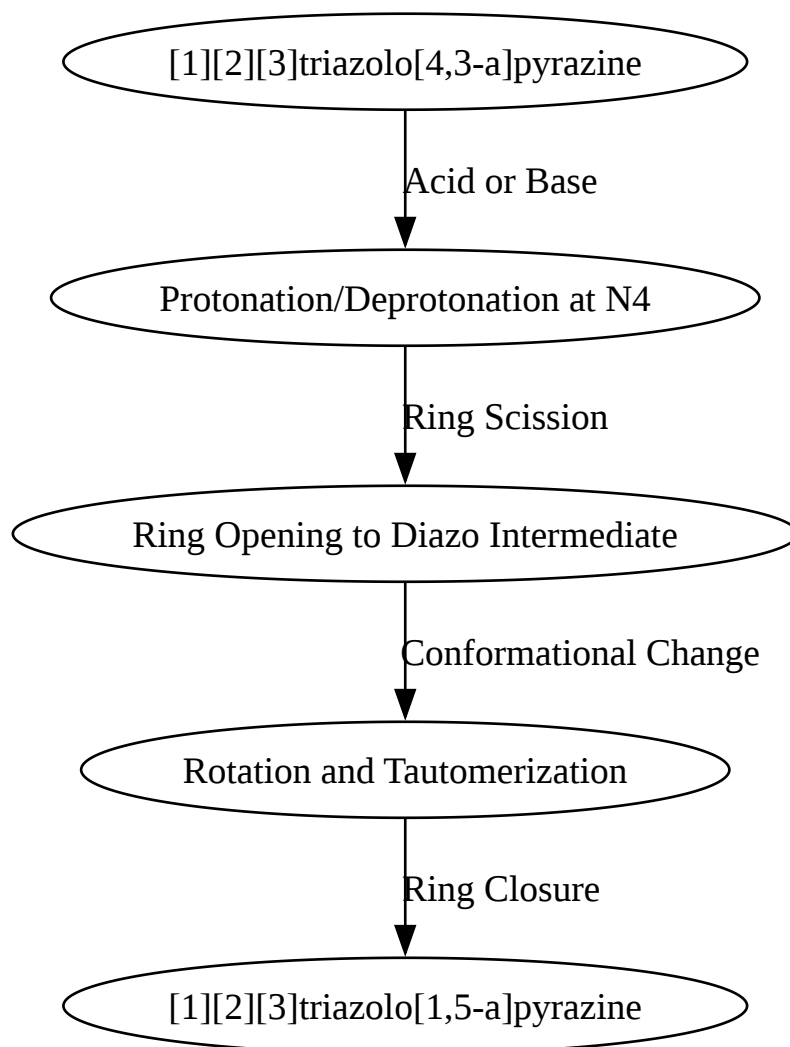 [1][2][3]triazolo[4,3-a]pyrazine
Acid or Base
Protonation/Deprotonation at N4
Ring Scission
Ring Opening to Diazo Intermediate
Conformational Change
Rotation and Tautomerization
Ring Closure
[1][2][3]triazolo[1,5-a]pyrazine